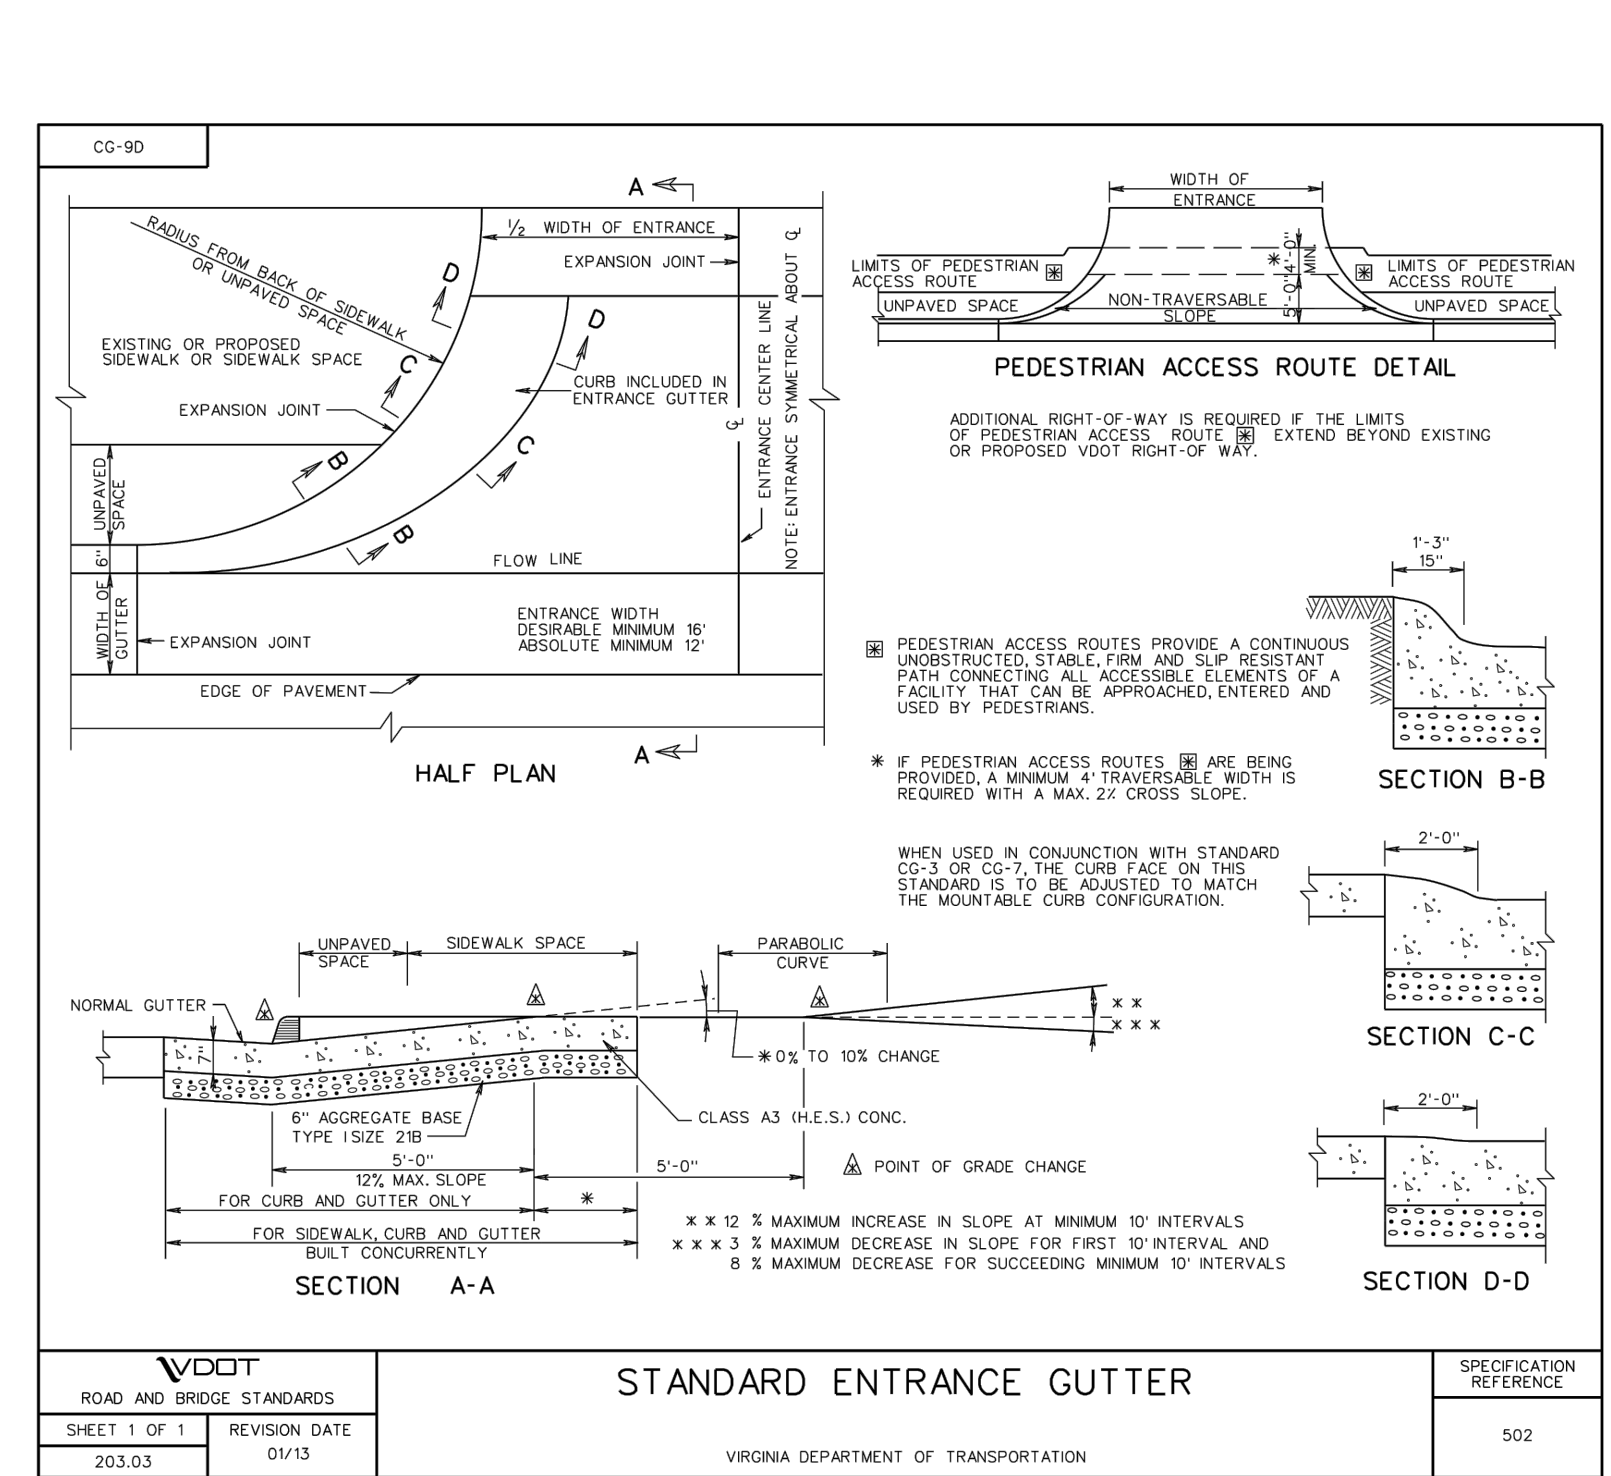 CG-9D
A
RADIUS FROM BACK OF SIDEWALK
OR UNPAVED SPACE
1/2 WIDTH OF ENTRANCE
EXPANSION JOINT
D
D
EXISTING OR PROPOSED
SIDEWALK OR SIDEWALK SPACE
C
CURB INCLUDED IN
ENTRANCE GUTTER
EXPANSION JOINT
C
B
B
UNPAVED
SPACE
6"
WIDTH OF
GUTTER
FLOW LINE
℄ ENTRANCE CENTER LINE
NOTE: ENTRANCE SYMMETRICAL ABOUT ℄
ENTRANCE WIDTH
DESIRABLE MINIMUM 16'
ABSOLUTE MINIMUM 12'
EXPANSION JOINT
EDGE OF PAVEMENT
A
HALF PLAN
WIDTH OF
ENTRANCE
LIMITS OF PEDESTRIAN *
ACCESS ROUTE
* 4'-0"
MIN.
* LIMITS OF PEDESTRIAN
ACCESS ROUTE
UNPAVED SPACE
NON-TRAVERSABLE
SLOPE
5'-0"
UNPAVED SPACE
PEDESTRIAN ACCESS ROUTE DETAIL
ADDITIONAL RIGHT-OF-WAY IS REQUIRED IF THE LIMITS
OF PEDESTRIAN ACCESS ROUTE * EXTEND BEYOND EXISTING
OR PROPOSED VDOT RIGHT-OF WAY.
1'-3"
15"
SECTION B-B
* PEDESTRIAN ACCESS ROUTES PROVIDE A CONTINUOUS
UNOBSTRUCTED, STABLE, FIRM AND SLIP RESISTANT
PATH CONNECTING ALL ACCESSIBLE ELEMENTS OF A
FACILITY THAT CAN BE APPROACHED, ENTERED AND
USED BY PEDESTRIANS.
* IF PEDESTRIAN ACCESS ROUTES * ARE BEING
PROVIDED, A MINIMUM 4' TRAVERSABLE WIDTH IS
REQUIRED WITH A MAX. 2% CROSS SLOPE.
WHEN USED IN CONJUNCTION WITH STANDARD
CG-3 OR CG-7, THE CURB FACE ON THIS
STANDARD IS TO BE ADJUSTED TO MATCH
THE MOUNTABLE CURB CONFIGURATION.
2'-0"
SECTION C-C
2'-0"
SECTION D-D
UNPAVED
SPACE
SIDEWALK SPACE
PARABOLIC
CURVE
NORMAL GUTTER
*
*
*
* *
* * *
7"
* 0% TO 10% CHANGE
6" AGGREGATE BASE
TYPE I SIZE 21B
CLASS A3 (H.E.S.) CONC.
5'-0"
12% MAX. SLOPE
5'-0"
* POINT OF GRADE CHANGE
FOR CURB AND GUTTER ONLY
*
FOR SIDEWALK, CURB AND GUTTER
BUILT CONCURRENTLY
SECTION A-A
* * 12 % MAXIMUM INCREASE IN SLOPE AT MINIMUM 10' INTERVALS
* * * 3 % MAXIMUM DECREASE IN SLOPE FOR FIRST 10' INTERVAL AND
8 % MAXIMUM DECREASE FOR SUCCEEDING MINIMUM 10' INTERVALS
VDOT
ROAD AND BRIDGE STANDARDS
SHEET 1 OF 1
REVISION DATE
01/13
203.03
STANDARD ENTRANCE GUTTER
VIRGINIA DEPARTMENT OF TRANSPORTATION
SPECIFICATION
REFERENCE
502